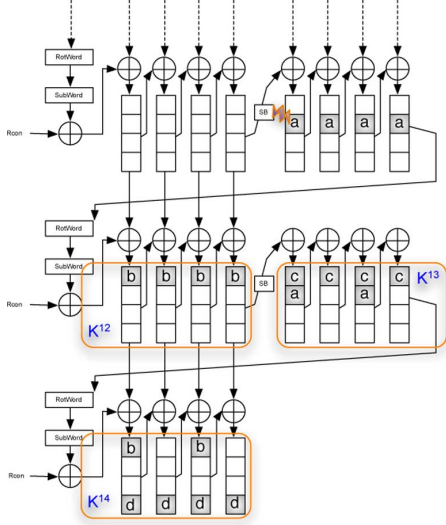 RotWord
SubWord
Rcon
SB
a a a a
RotWord
SubWord
Rcon
b b b b
SB
c c c c
a a
K¹²
K¹³
RotWord
SubWord
Rcon
b b
d d d d
K¹⁴